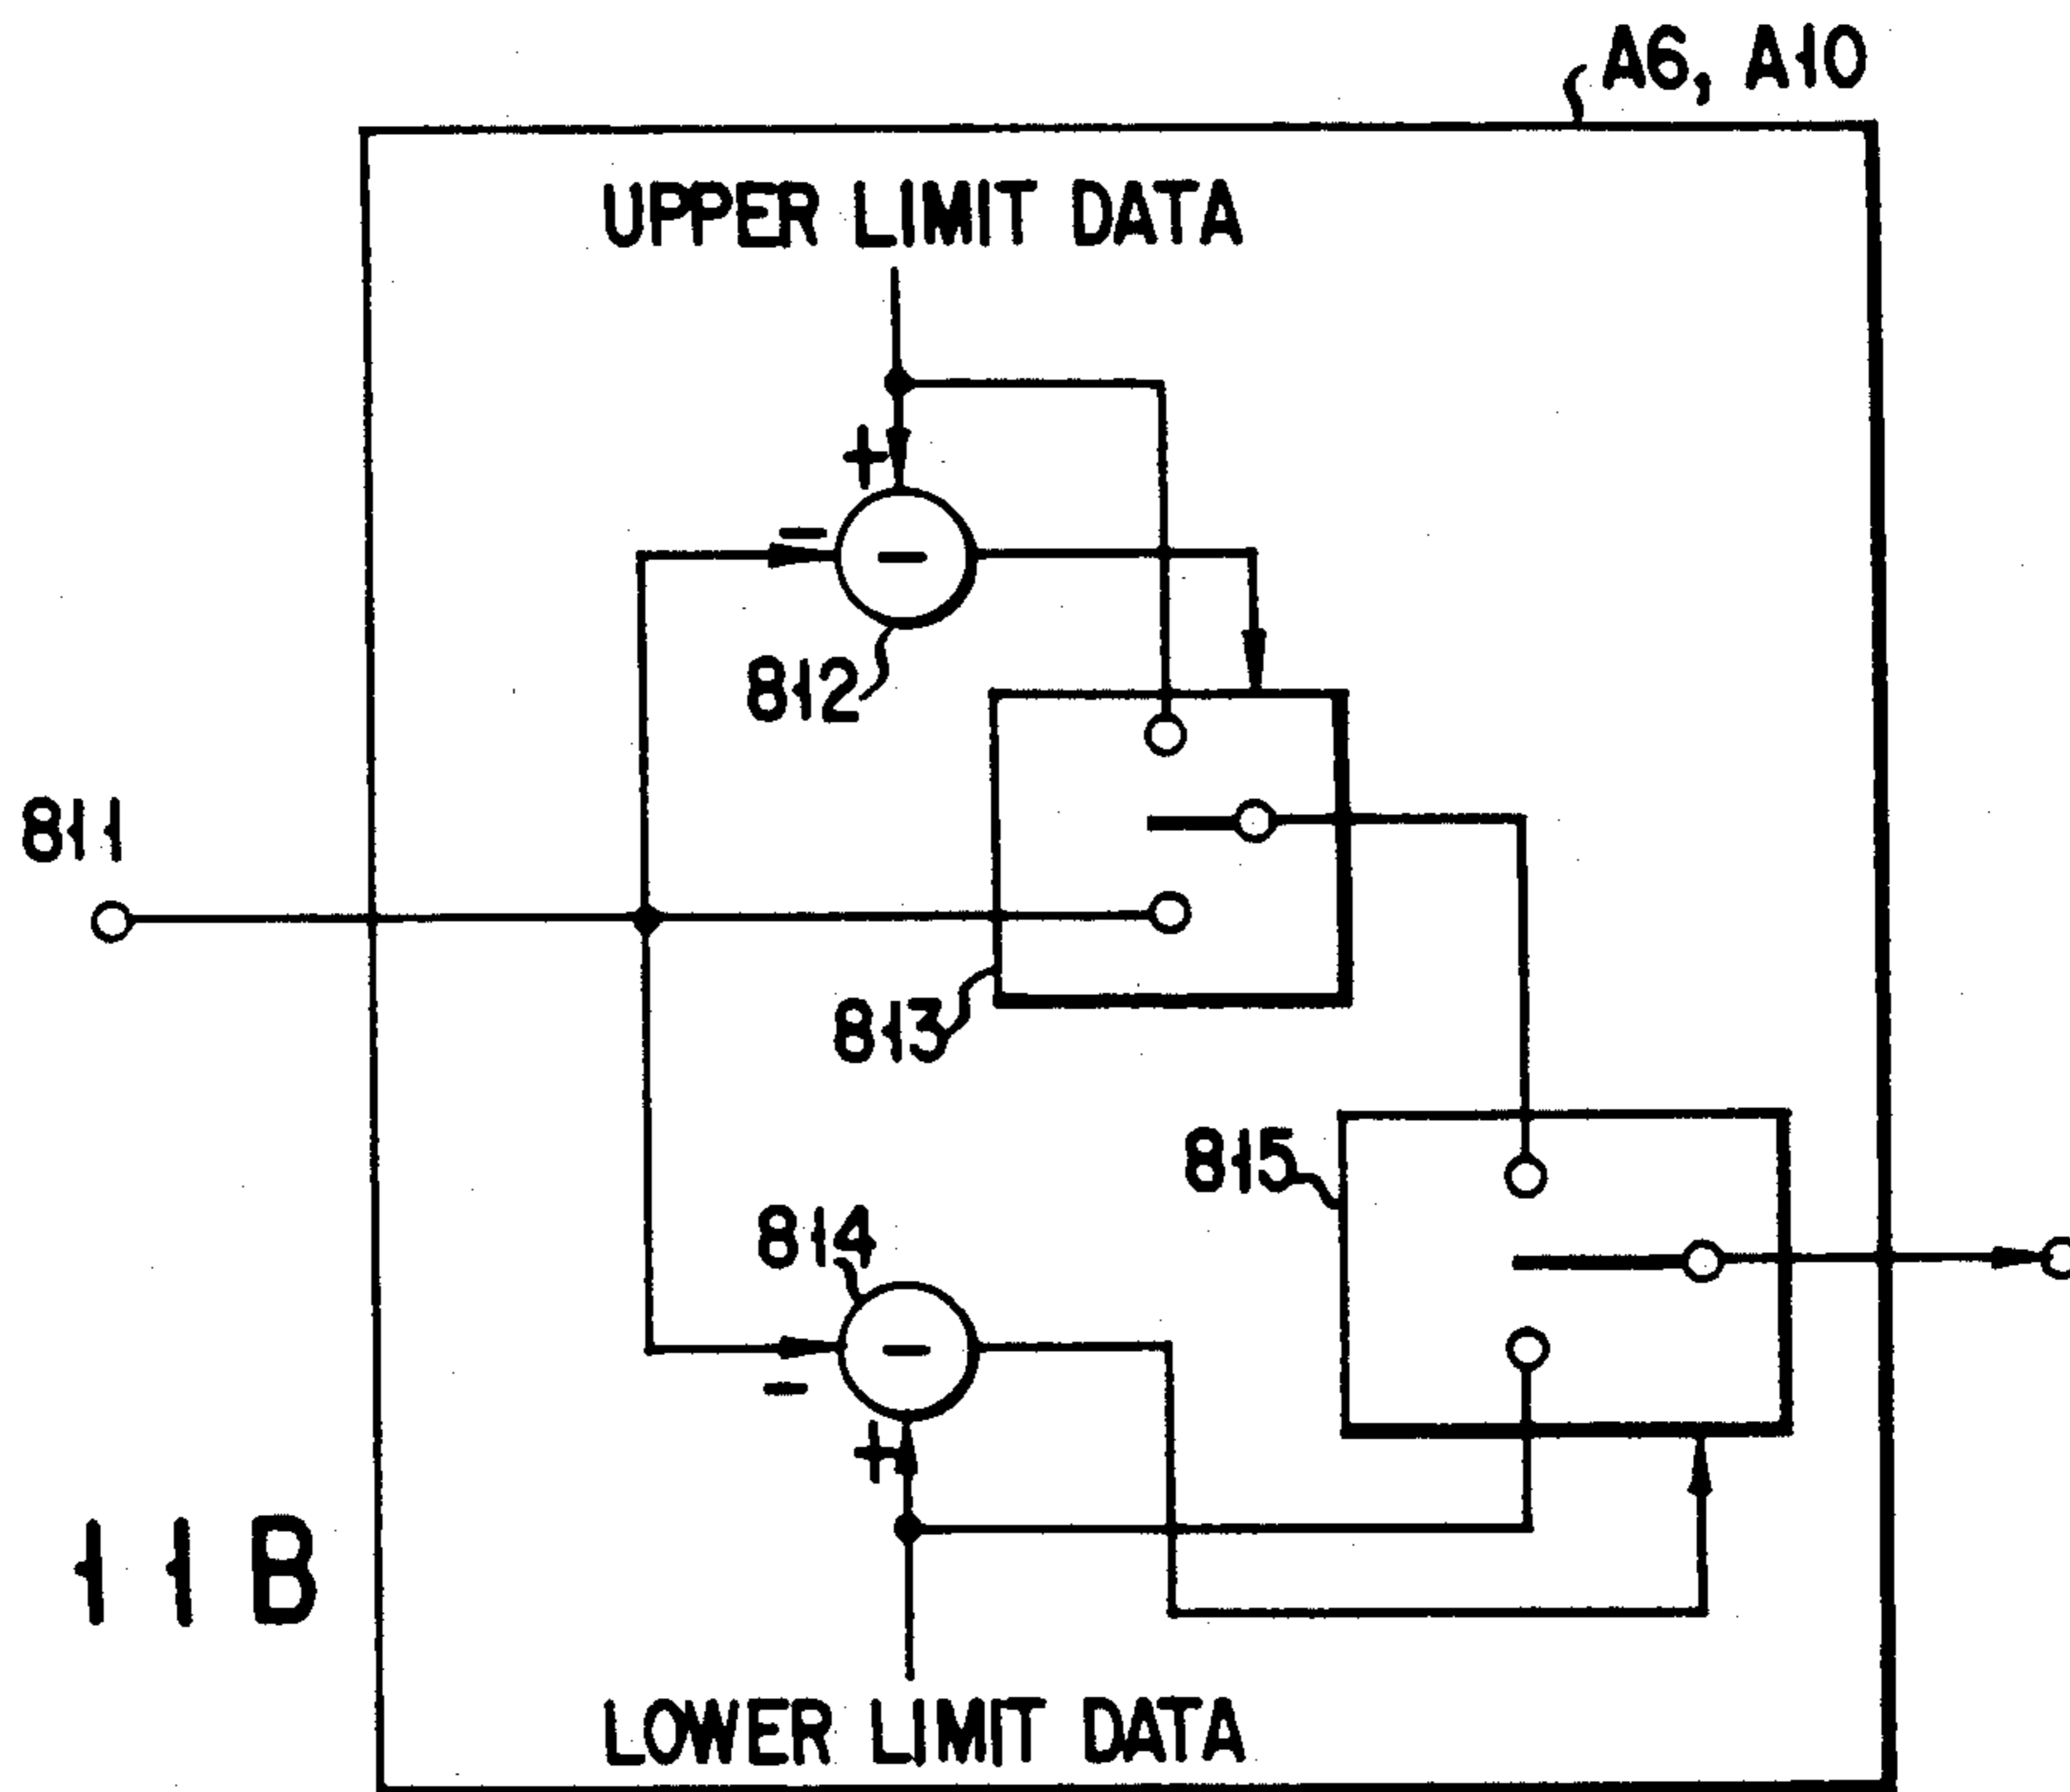 A6, A10
UPPER LIMIT DATA
+
-
-
812
811
813
815
814
-
-
+
11B
LOWER LIMIT DATA